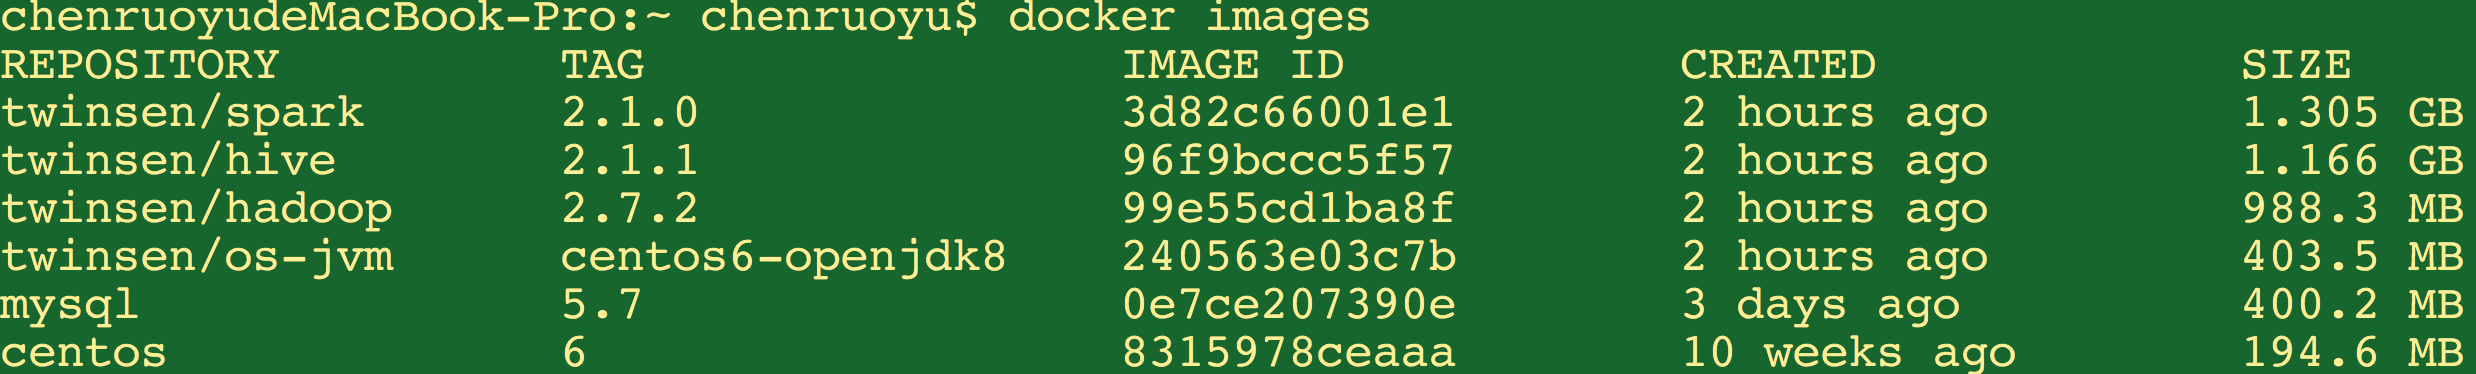 chenruoyudeMacBook-Pro:~ chenruoyu$ docker images
REPOSITORY TAG IMAGE ID CREATED SIZE
twinsen/spark 2.1.0 3d82c66001e1 2 hours ago 1.305 GB
twinsen/hive 2.1.1 96f9bccc5f57 2 hours ago 1.166 GB
twinsen/hadoop 2.7.2 99e55cd1ba8f 2 hours ago 988.3 MB
twinsen/os-jvm centos6-openjdk8 240563e03c7b 2 hours ago 403.5 MB
mysql 5.7 0e7ce207390e 3 days ago 400.2 MB
centos 6 8315978ceaaa 10 weeks ago 194.6 MB